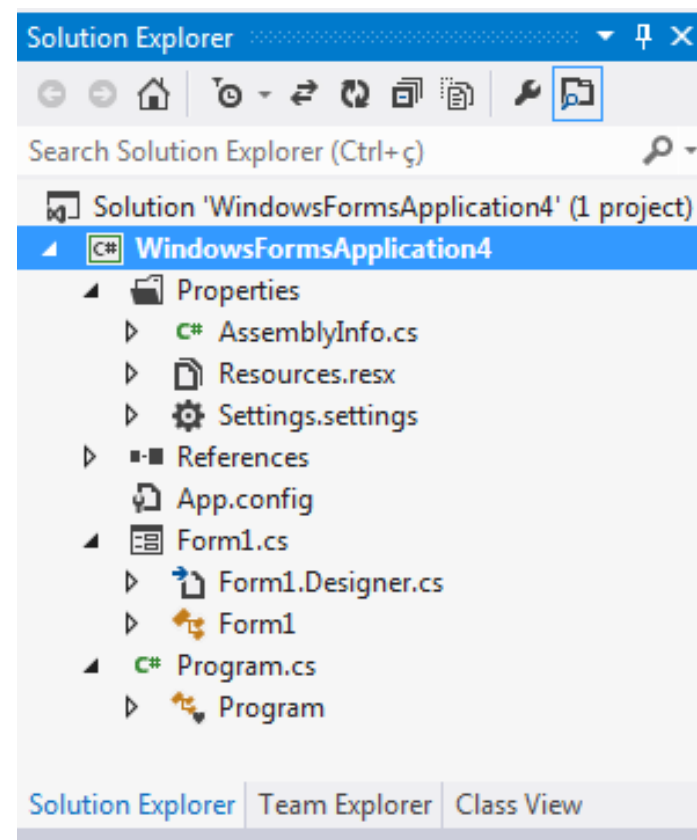 Solution Explorer
Search Solution Explorer (Ctrl+ç)
Solution 'WindowsFormsApplication4' (1 project)
C# WindowsFormsApplication4
Properties
C# AssemblyInfo.cs
Resources.resx
Settings.settings
References
App.config
Form1.cs
Form1.Designer.cs
Form1
C# Program.cs
Program
Solution Explorer Team Explorer Class View